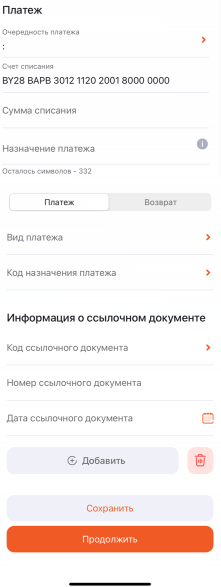 Платеж
Очередность платежа
:
Счет списания
BY28 BAPB 3012 1120 2001 8000 0000
Сумма списания
Назначение платежа
i
Осталось символов - 332
Платеж Возврат
Вид платежа
Код назначения платежа
Информация о ссылочном документе
Код ссылочного документа
Номер ссылочного документа
Дата ссылочного документа
Добавить
Сохранить
Продолжить